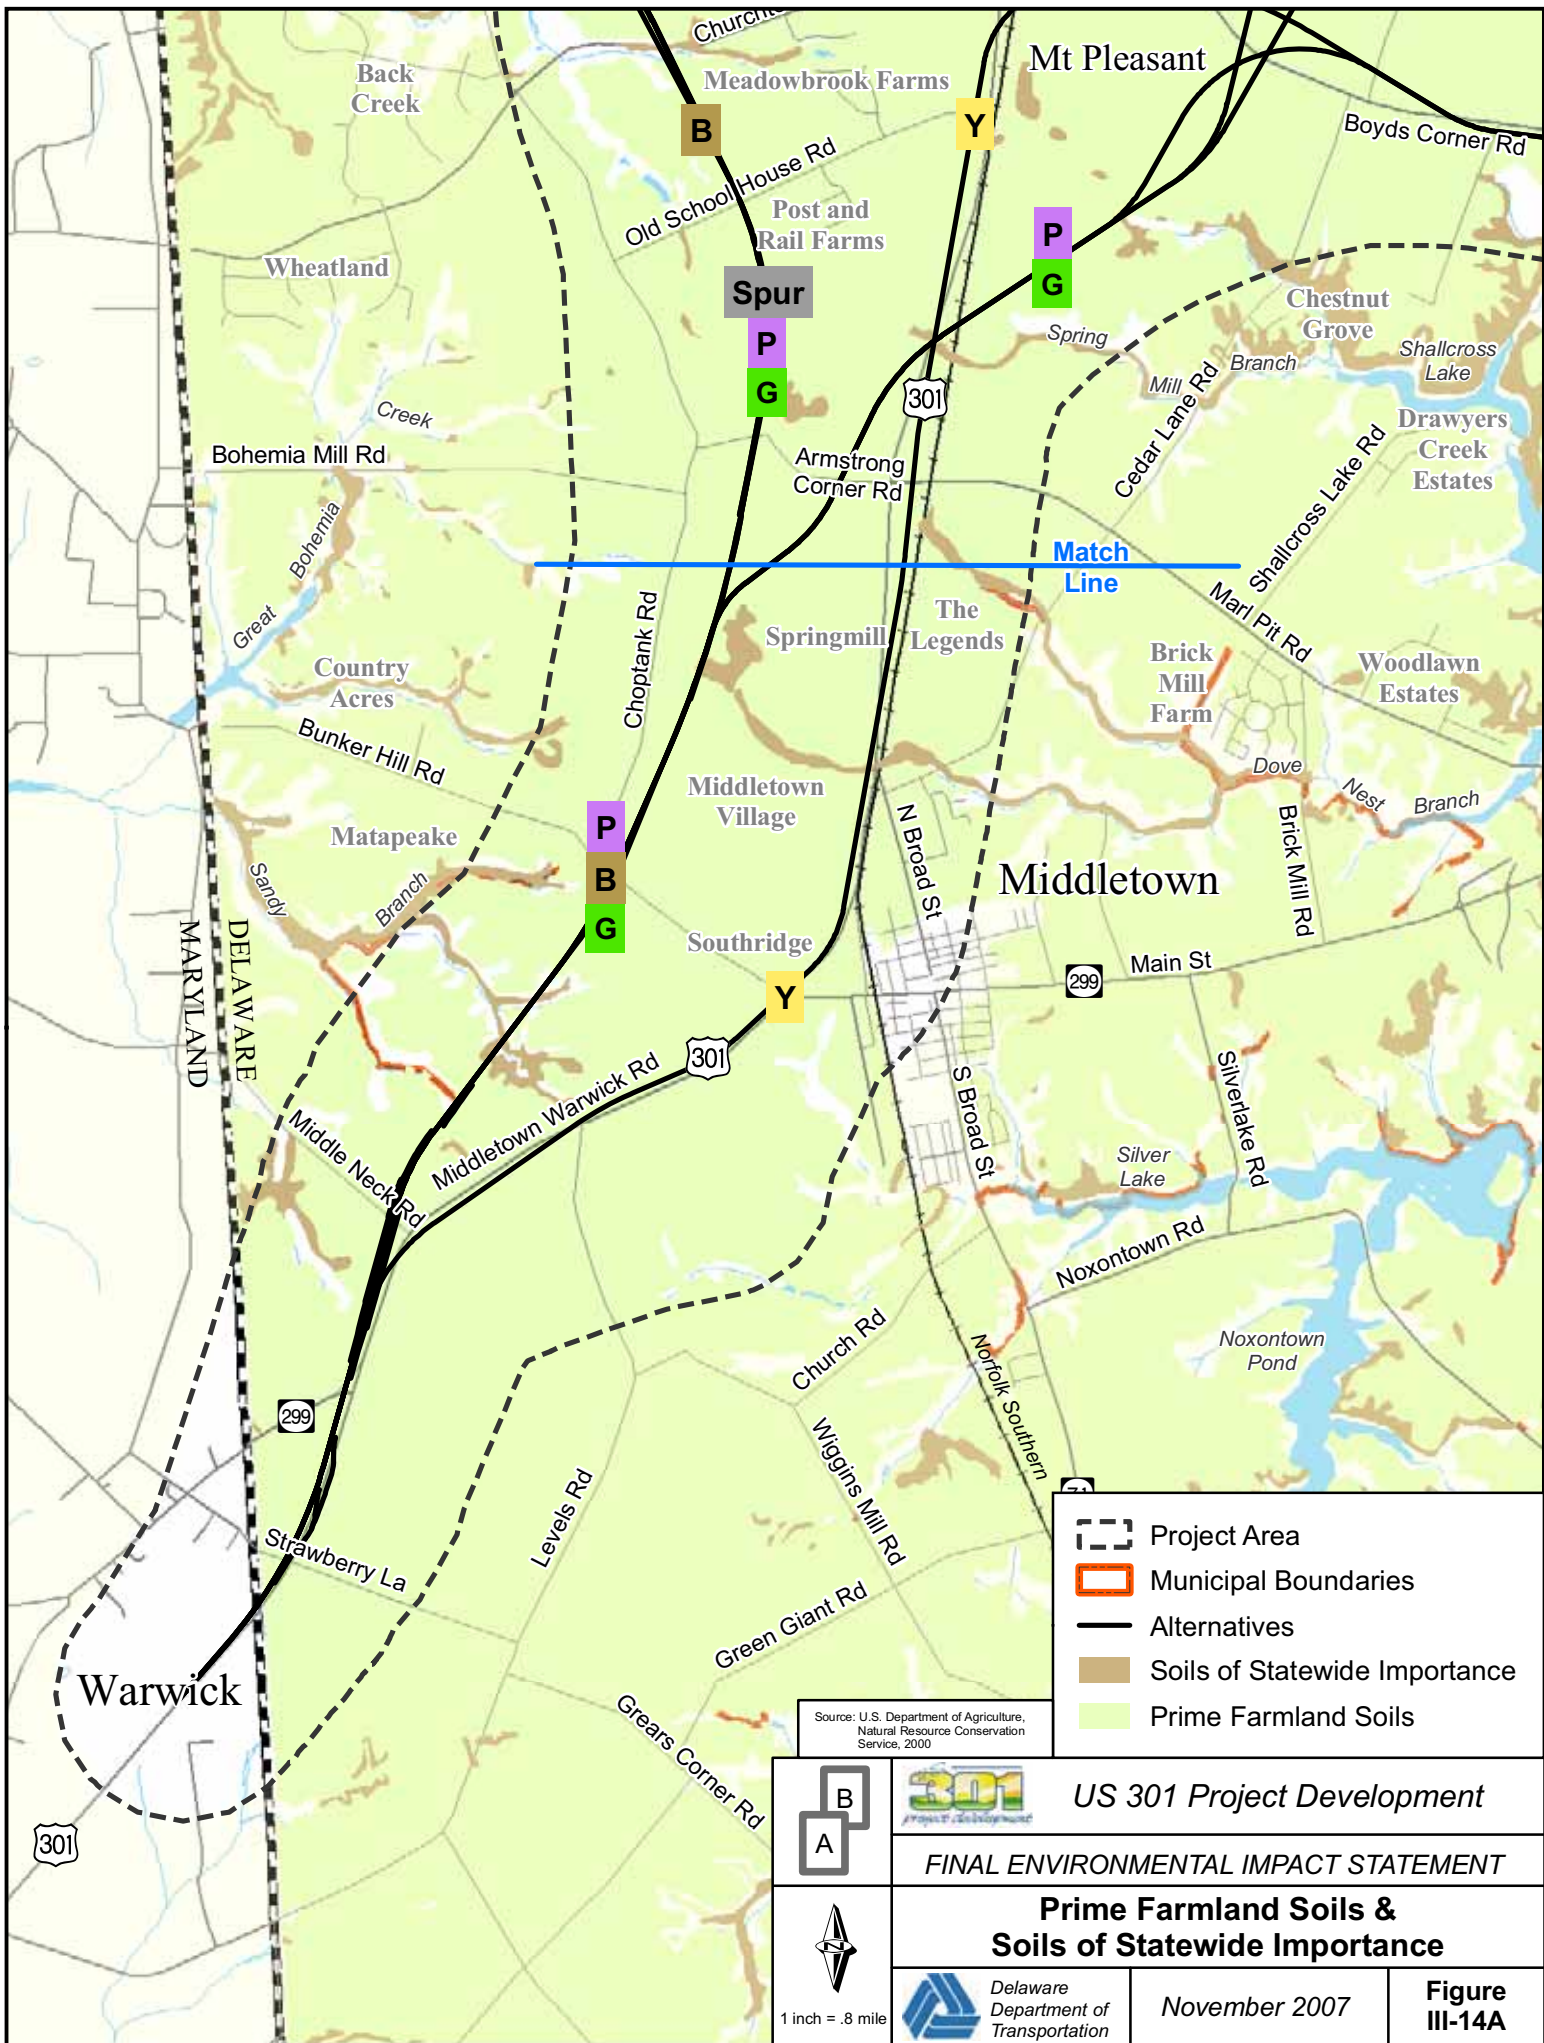 Churcht
Mt Pleasant
Back
Creek
Meadowbrook Farms
B
Y
Boyds Corner Rd
Old School House Rd
Post and
Rail Farms
P
G
Wheatland
Spur
P
G
Chestnut
Grove
Spring
Mill
Branch
Shallcross
Lake
301
Creek
Cedar Lane Rd
Drawyers
Creek
Estates
Bohemia Mill Rd
Armstrong
Corner Rd
Shallcross Lake Rd
Bohemia
Great
Match
Line
Marl Pit Rd
Choptank Rd
Springmill
The
Legends
Country
Acres
Brick
Mill
Farm
Woodlawn
Estates
Bunker Hill Rd
Dove
Nest
Branch
Middletown
Village
Matapeake
P
B
G
N Broad St
Brick Mill Rd
Sandy
Branch
Middletown
MARYLAND
DELAWARE
Southridge
Main St
299
Y
301
Middletown Warwick Rd
Middle Neck Rd
S Broad St
Silverlake Rd
Silver
Lake
Noxontown Rd
Church Rd
Norfolk Southern
Noxontown
Pond
299
Wiggins Mill Rd
Levels Rd
71
Strawberry La
Green Giant Rd
Warwick
Grears Corner Rd
301
Project Area
Municipal Boundaries
Alternatives
Soils of Statewide Importance
Prime Farmland Soils
Source: U.S. Department of Agriculture,
Natural Resource Conservation
Service, 2000
B
A
301
project development
US 301 Project Development
FINAL ENVIRONMENTAL IMPACT STATEMENT
N
1 inch = .8 mile
Prime Farmland Soils &
Soils of Statewide Importance
Delaware
Department of
Transportation
November 2007
Figure
III-14A